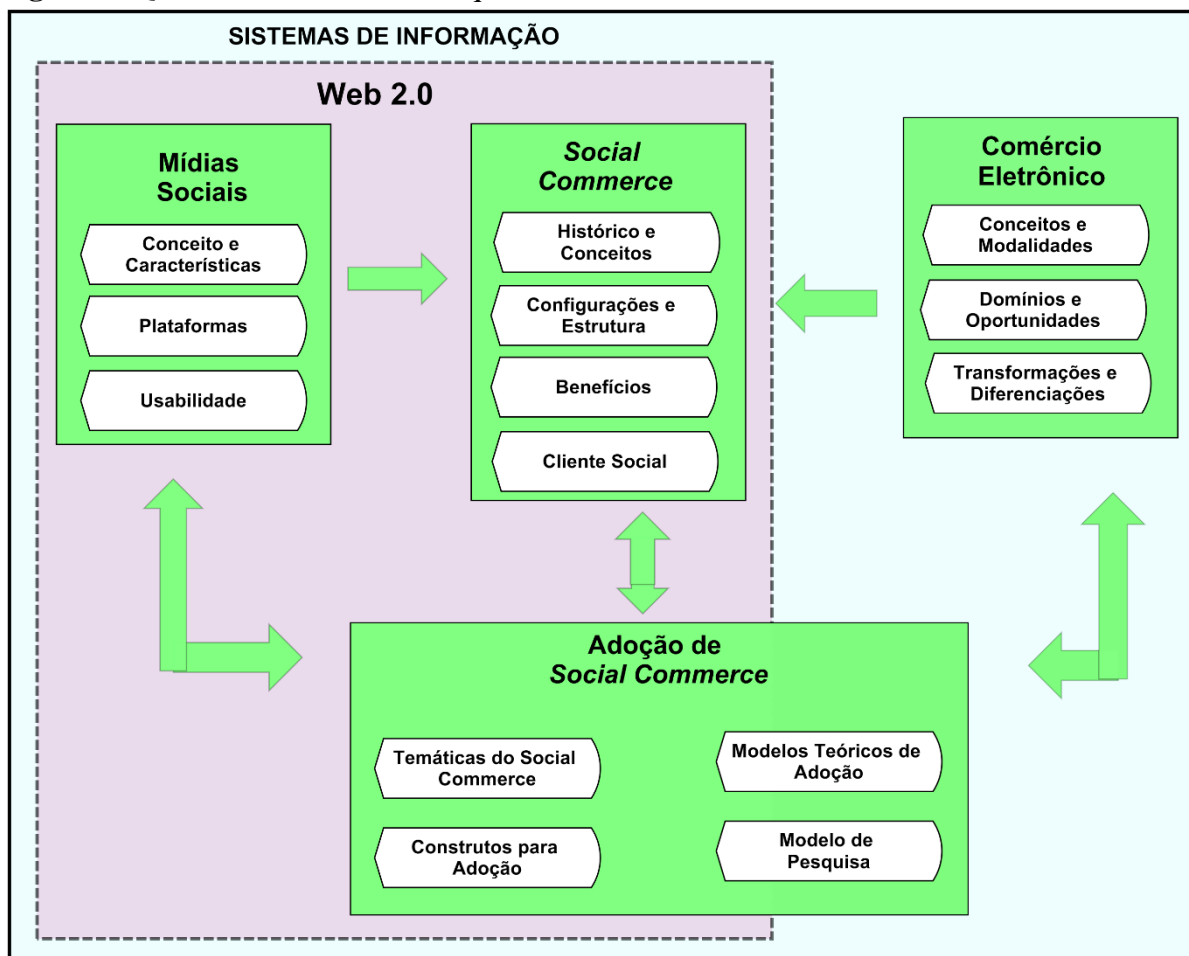 SISTEMAS DE INFORMAÇÃO
Web 2.0
Mídias
Sociais
Conceito e
Características
Plataformas
Usabilidade
Social
Commerce
Histórico e
Conceitos
Configurações e
Estrutura
Benefícios
Cliente Social
Comércio
Eletrônico
Conceitos e
Modalidades
Domínios e
Oportunidades
Transformações e
Diferenciações
Adoção de
Social Commerce
Temáticas do Social
Commerce
Construtos para
Adoção
Modelos Teóricos de
Adoção
Modelo de
Pesquisa